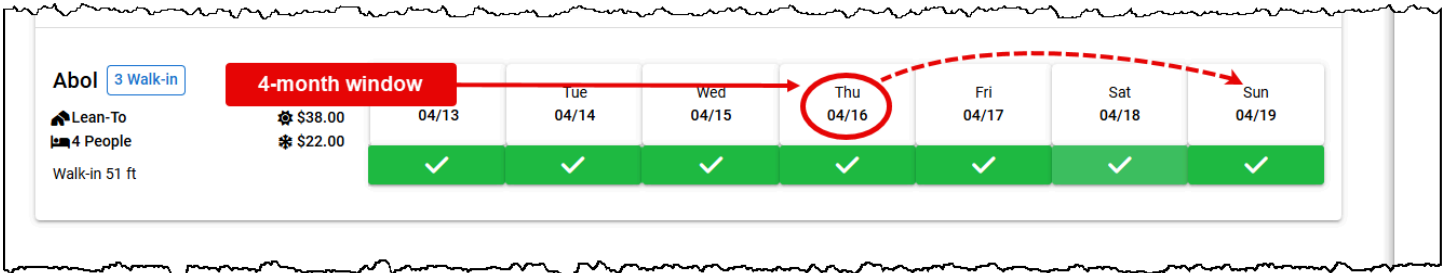 Abol 3 Walk-in
4-month window
Lean-To
$38.00
4 People
$22.00
Walk-in 51 ft
04/13
Tue
04/14
Wed
04/15
Thu
04/16
Fri
04/17
Sat
04/18
Sun
04/19